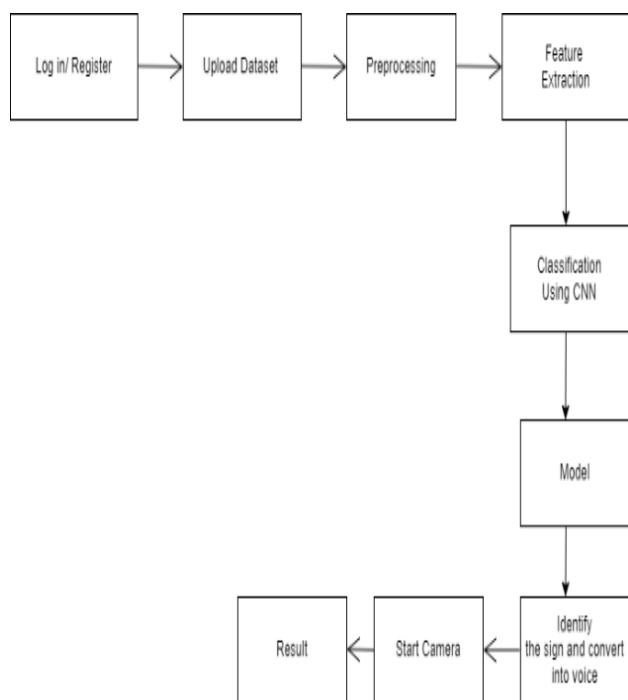 Log in/ Register
Upload Dataset
Preprocessing
Feature
Extraction
Classification
Using CNN
Model
Identify
the sign and convert
into voice
Start Camera
Result